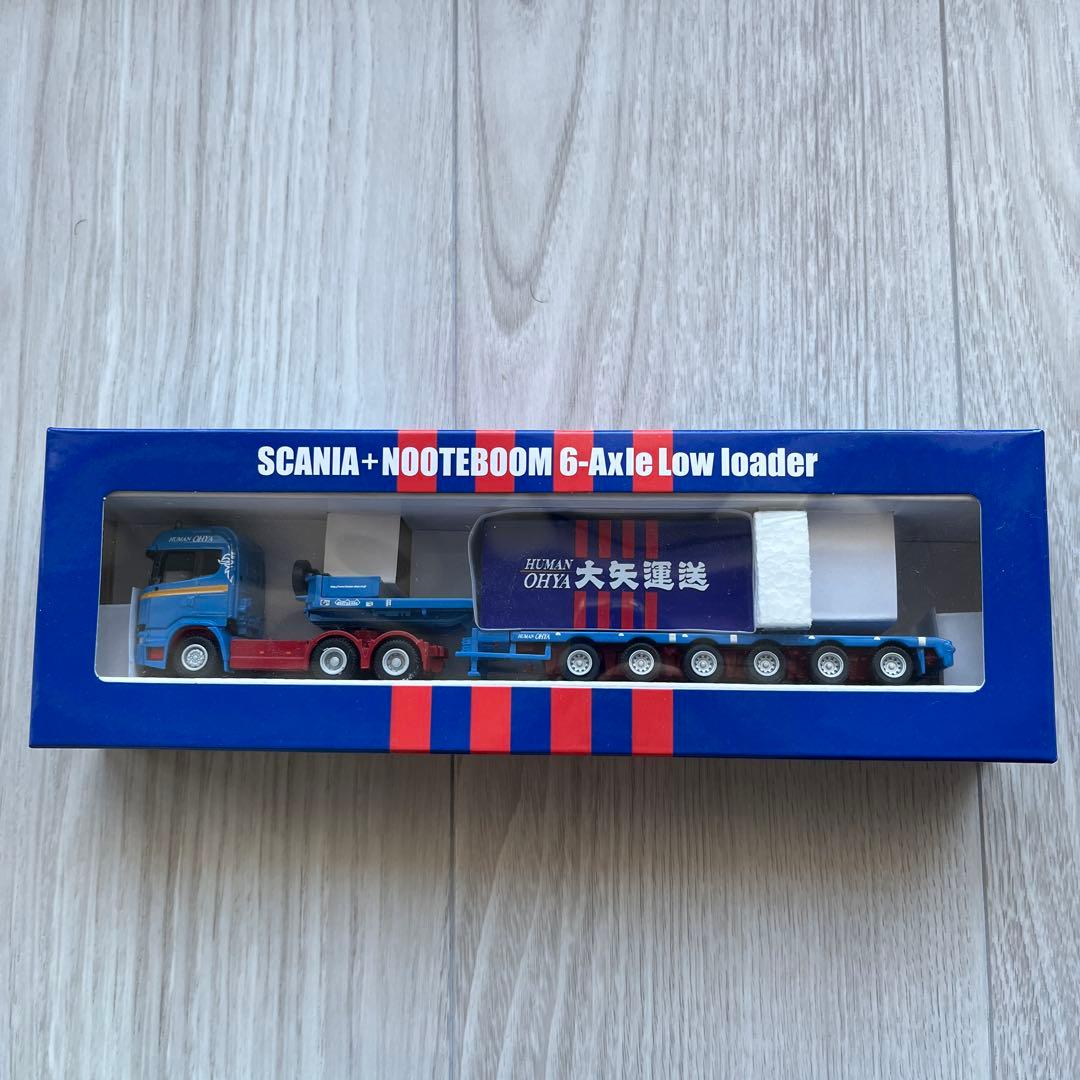 SCANIA+NOOTEBOOM 6-Axle Low loader
HUMAN OHYA
HUMAN
OHYA 大矢運送
HUMAN OHYA